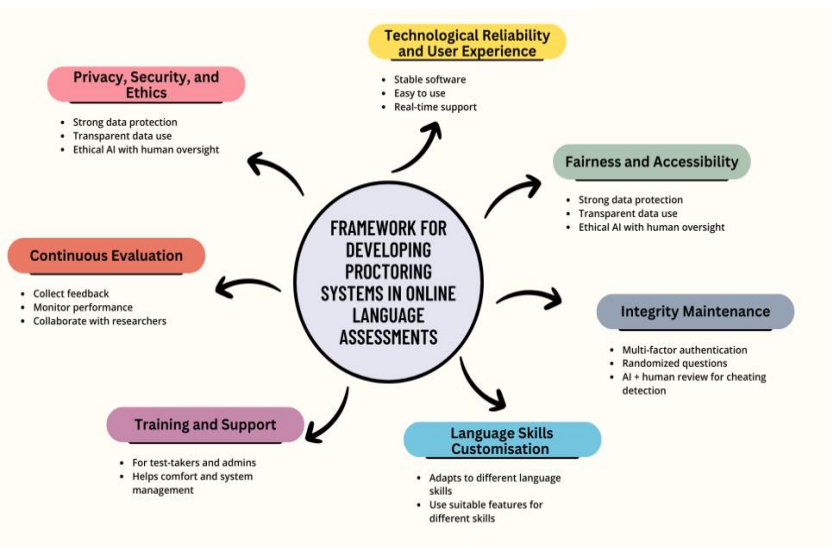 Technological Reliability
and User Experience
• Stable software
• Easy to use
• Real-time support
Privacy, Security, and
Ethics
• Strong data protection
• Transparent data use
• Ethical AI with human oversight
Fairness and Accessibility
• Strong data protection
• Transparent data use
• Ethical AI with human oversight
FRAMEWORK FOR
DEVELOPING
PROCTORING
SYSTEMS IN ONLINE
LANGUAGE
ASSESSMENTS
Continuous Evaluation
• Collect feedback
• Monitor performance
• Collaborate with researchers
Integrity Maintenance
• Multi-factor authentication
• Randomized questions
• AI + human review for cheating
detection
Training and Support
• For test-takers and admins
• Helps comfort and system
management
Language Skills
Customisation
• Adapts to different language
skills
• Use suitable features for
different skills